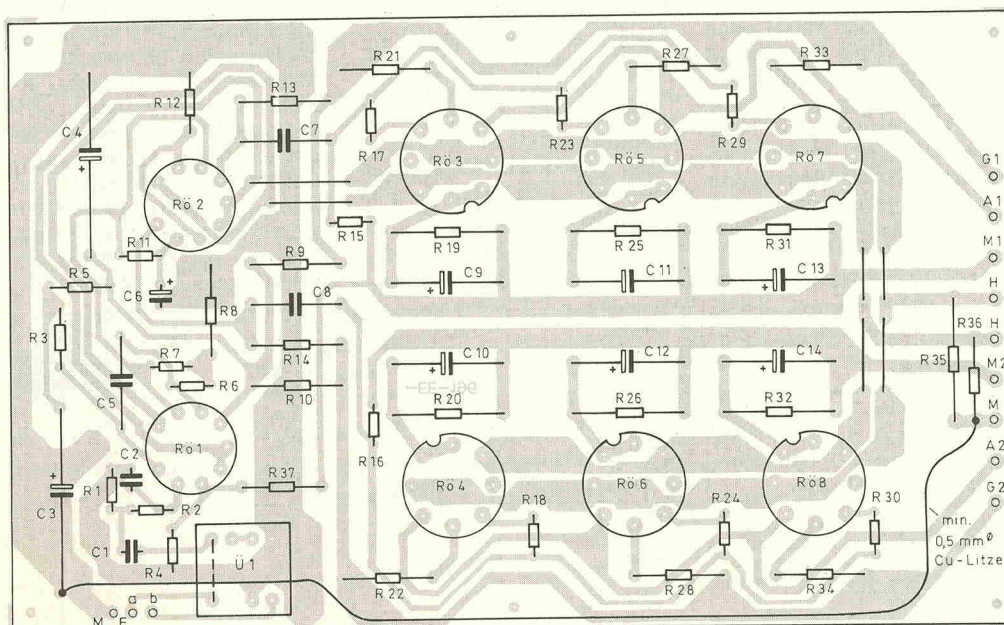 R 21
R 27
R 33
R 13
R 12
C 4
+
C 7
R 17
R 23
R 29
Rö 3
Rö 5
Rö 7
G 1
Rö 2
A 1
R 15
R 11
R 19
R 25
R 31
M 1
R 9
R 5
+
C 6
R 8
C 8
+
C 9
C 11
+
C 13
H
R 3
R 36
R 14
H
R 7
R 35
R 6
C 5
R 10
+
C 10
+
C 12
+
C 14
M 2
R 20
R 26
R 32
M
R 16
Rö 1
A 2
C 2
+
R 1
R 37
Rö 4
Rö 6
Rö 8
G 2
C 3
R 2
R 18
R 24
R 30
min.
0,5 mm ø
Cu-Litze
C 1
R 4
Ü 1
R 22
R 28
R 34
a b
M E